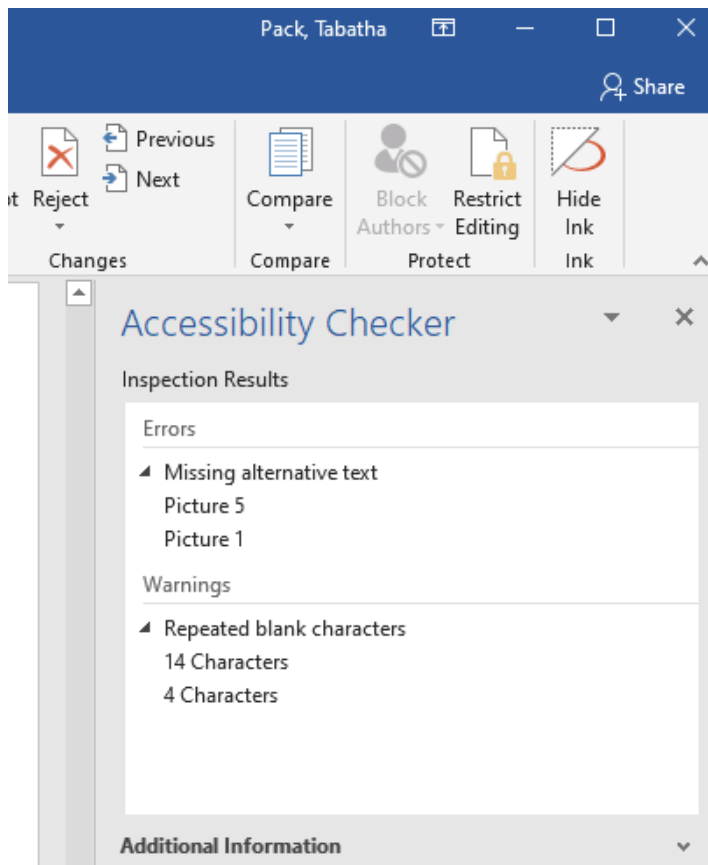 Pack, Tabatha
Share
Previous
Next
Reject
Compare
Block
Authors
Restrict
Editing
Hide
Ink
Changes
Compare
Protect
Ink
Accessibility Checker
Inspection Results
Errors
Missing alternative text
Picture 5
Picture 1
Warnings
Repeated blank characters
14 Characters
4 Characters
Additional Information